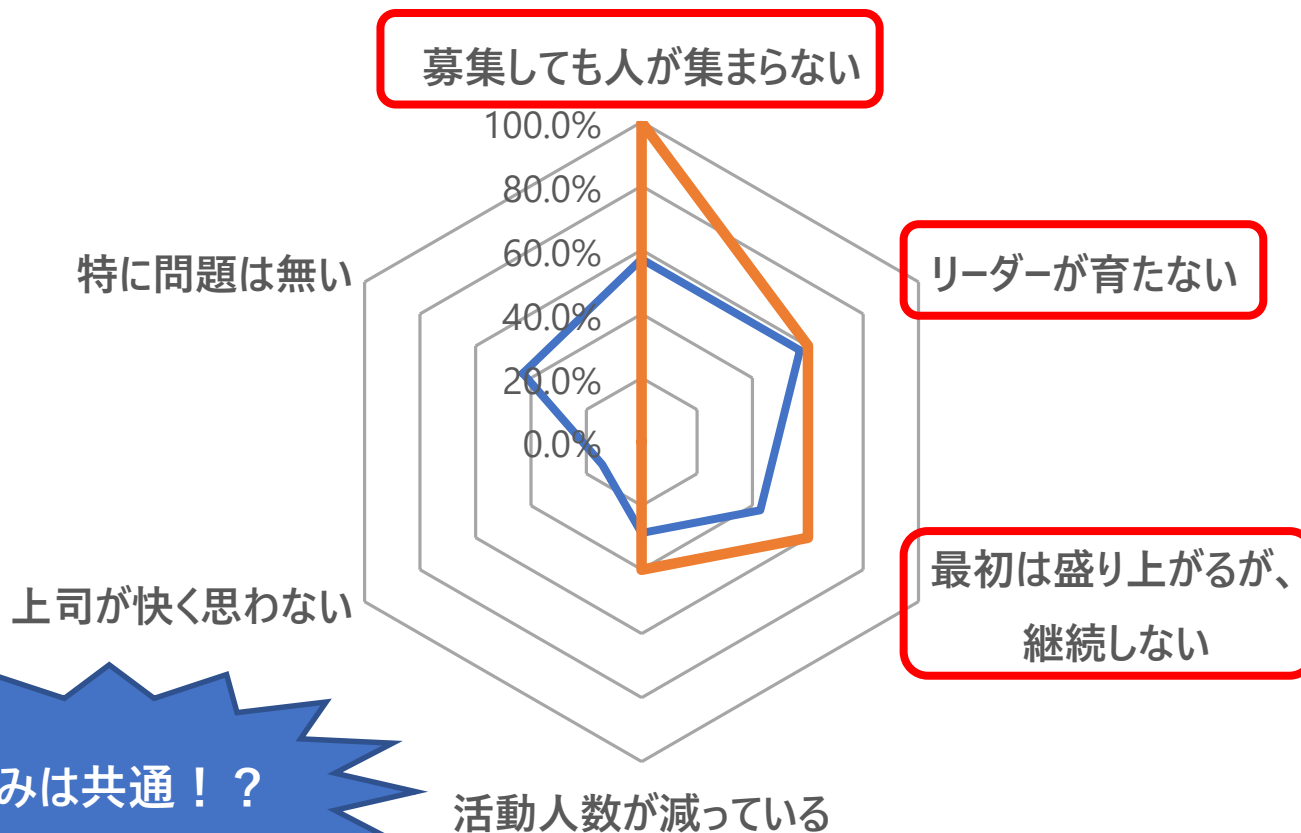 募集しても人が集まらない
100.0%
80.0%
60.0%
40.0%
20.0%
0.0%
リーダーが育たない
最初は盛り上がるが、
継続しない
活動人数が減っている
上司が快く思わない
特に問題は無い
みは共通！？